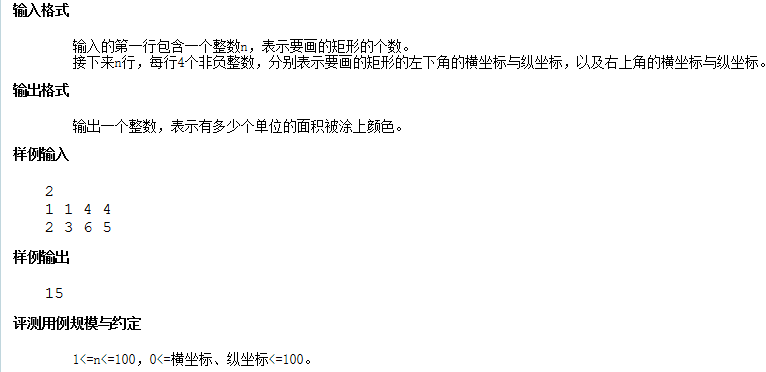 输入格式
输入的第一行包含一个整数n，表示要画的矩形的个数。
接下来n行，每行4个非负整数，分别表示要画的矩形的左下角的横坐标与纵坐标，以及右上角的横坐标与纵坐标。
输出格式
输出一个整数，表示有多少个单位的面积被涂上颜色。
样例输入
2
1 1 4 4
2 3 6 5
样例输出
15
评测用例规模与约定
1<=n<=100，0<=横坐标、纵坐标<=100。